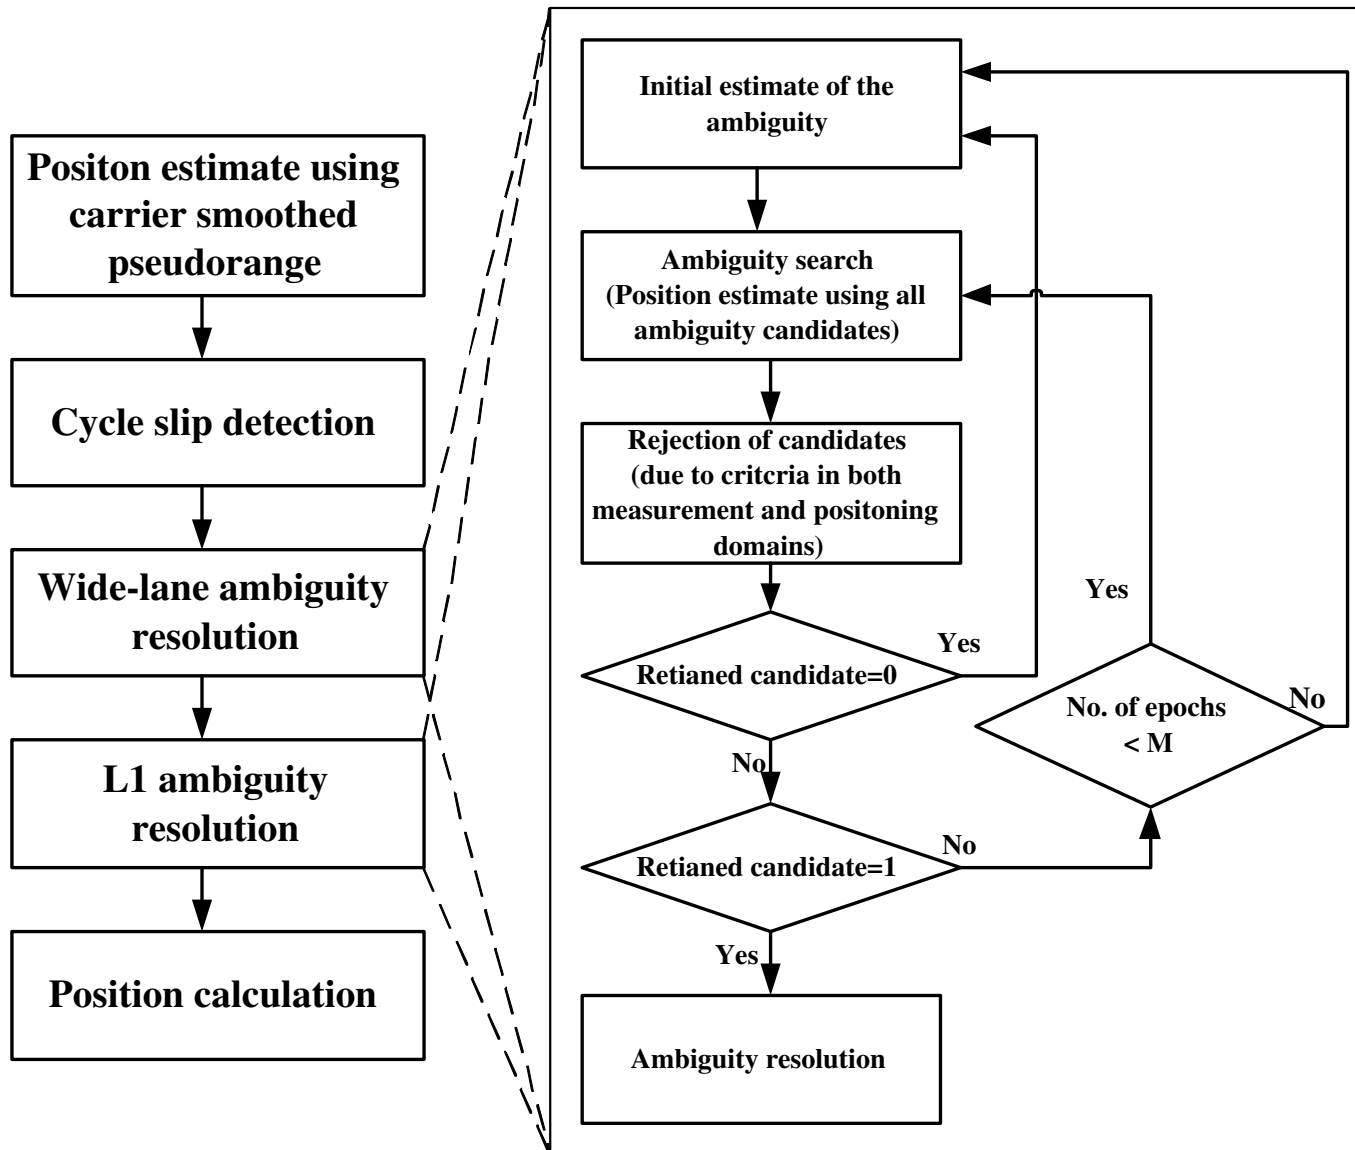 Positon estimate using
carrier smoothed
pseudorange
Cycle slip detection
Wide-lane ambiguity
resolution
L1 ambiguity
resolution
Position calculation
Initial estimate of the
ambiguity
Ambiguity search
(Position estimate using all
ambiguity candidates)
Rejection of candidates
(due to critcria in both
measurement and positoning
domains)
Retianed candidate=0
Yes
No
Retianed candidate=1
No
Yes
No. of epochs
< M
Yes
No
Ambiguity resolution